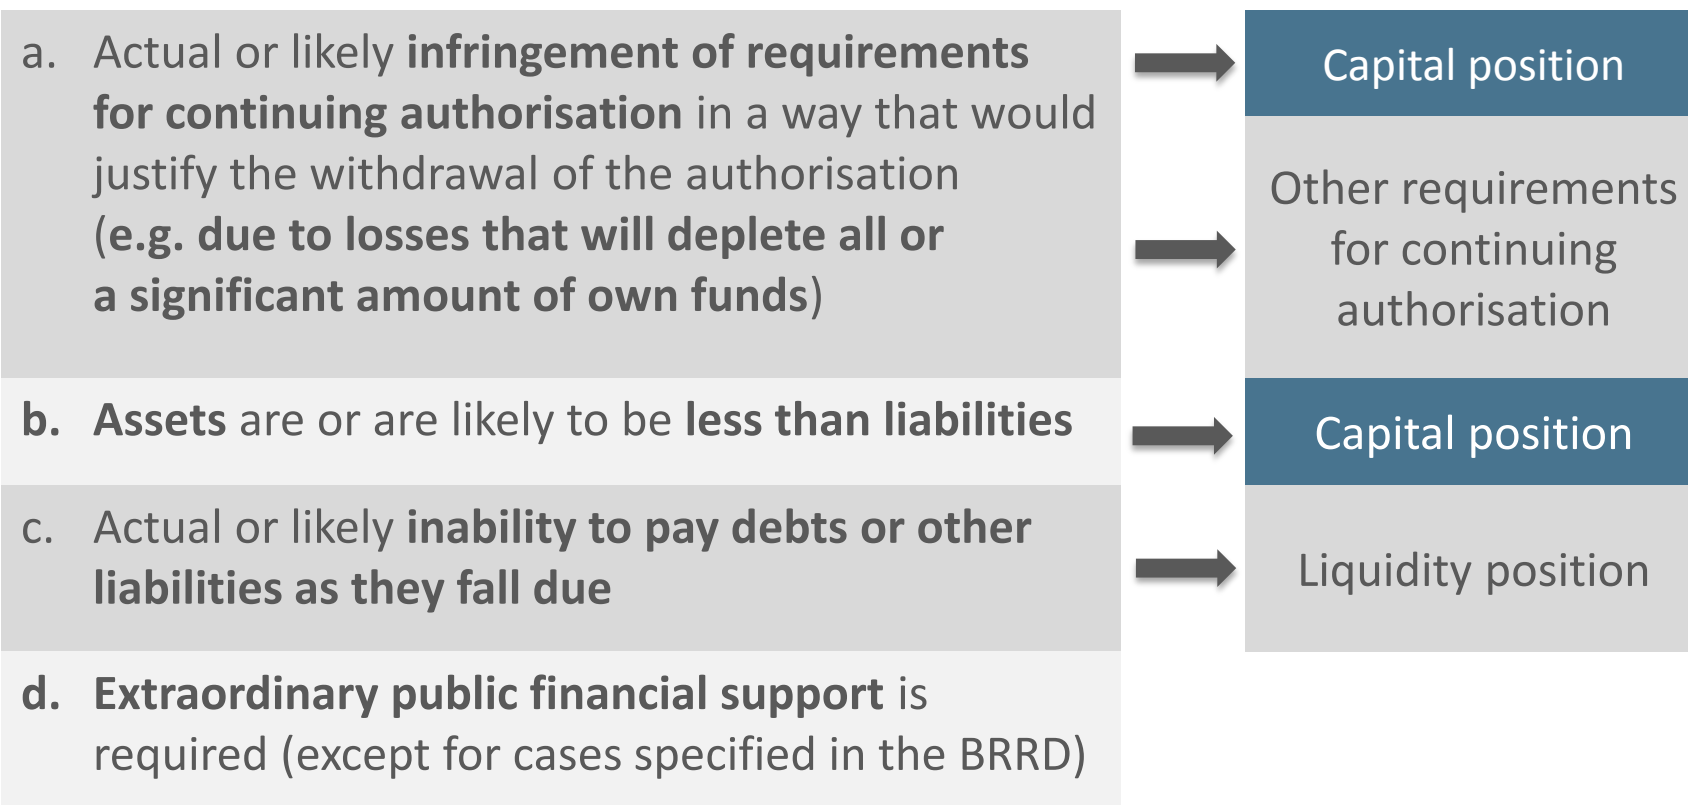 a. Actual or likely infringement of requirements
for continuing authorisation in a way that would
justify the withdrawal of the authorisation
(e.g. due to losses that will deplete all or
a significant amount of own funds)
Capital position
Other requirements
for continuing
authorisation
b. Assets are or are likely to be less than liabilities
Capital position
c. Actual or likely inability to pay debts or other
liabilities as they fall due
Liquidity position
d. Extraordinary public financial support is
required (except for cases specified in the BRRD)